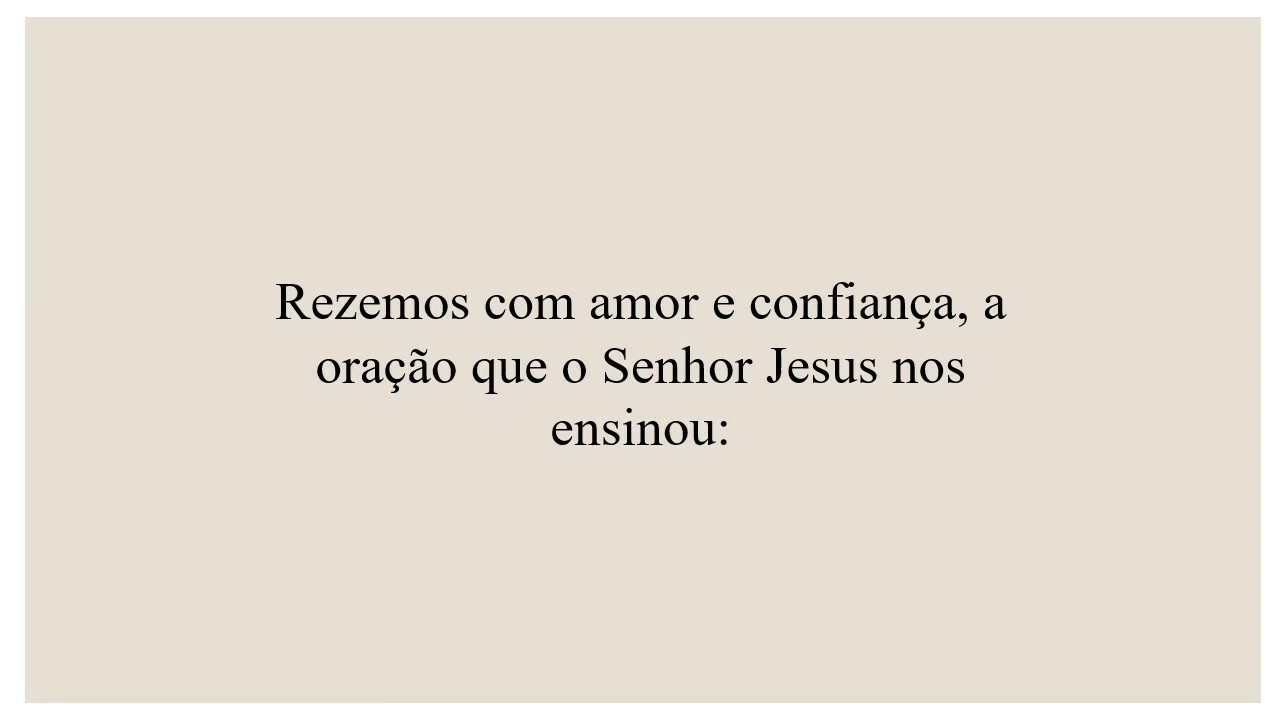 Rezemos com amor e confiança, a
oração que o Senhor Jesus nos
ensinou: